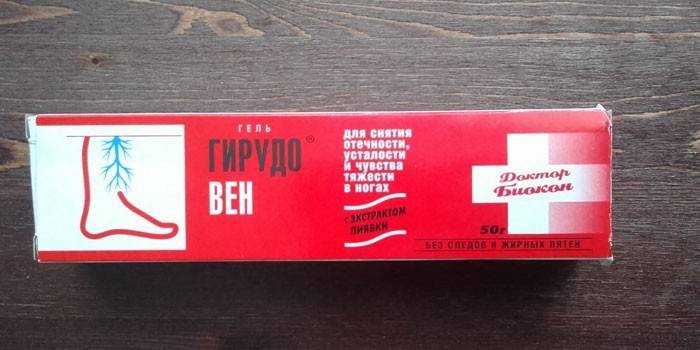 ГЕЛЬ
ГИРУДО®
ВЕН
ДЛЯ СНЯТИЯ
ОТЕЧНОСТИ,
УСТАЛОСТИ
И ЧУВСТВА
ТЯЖЕСТИ
В НОГАХ
С ЭКСТРАКТОМ
ПИЯВКИ
Доктор
Биокон
50г
БЕЗ СЛЕДОВ И ЖИРНЫХ ПЯТЕН